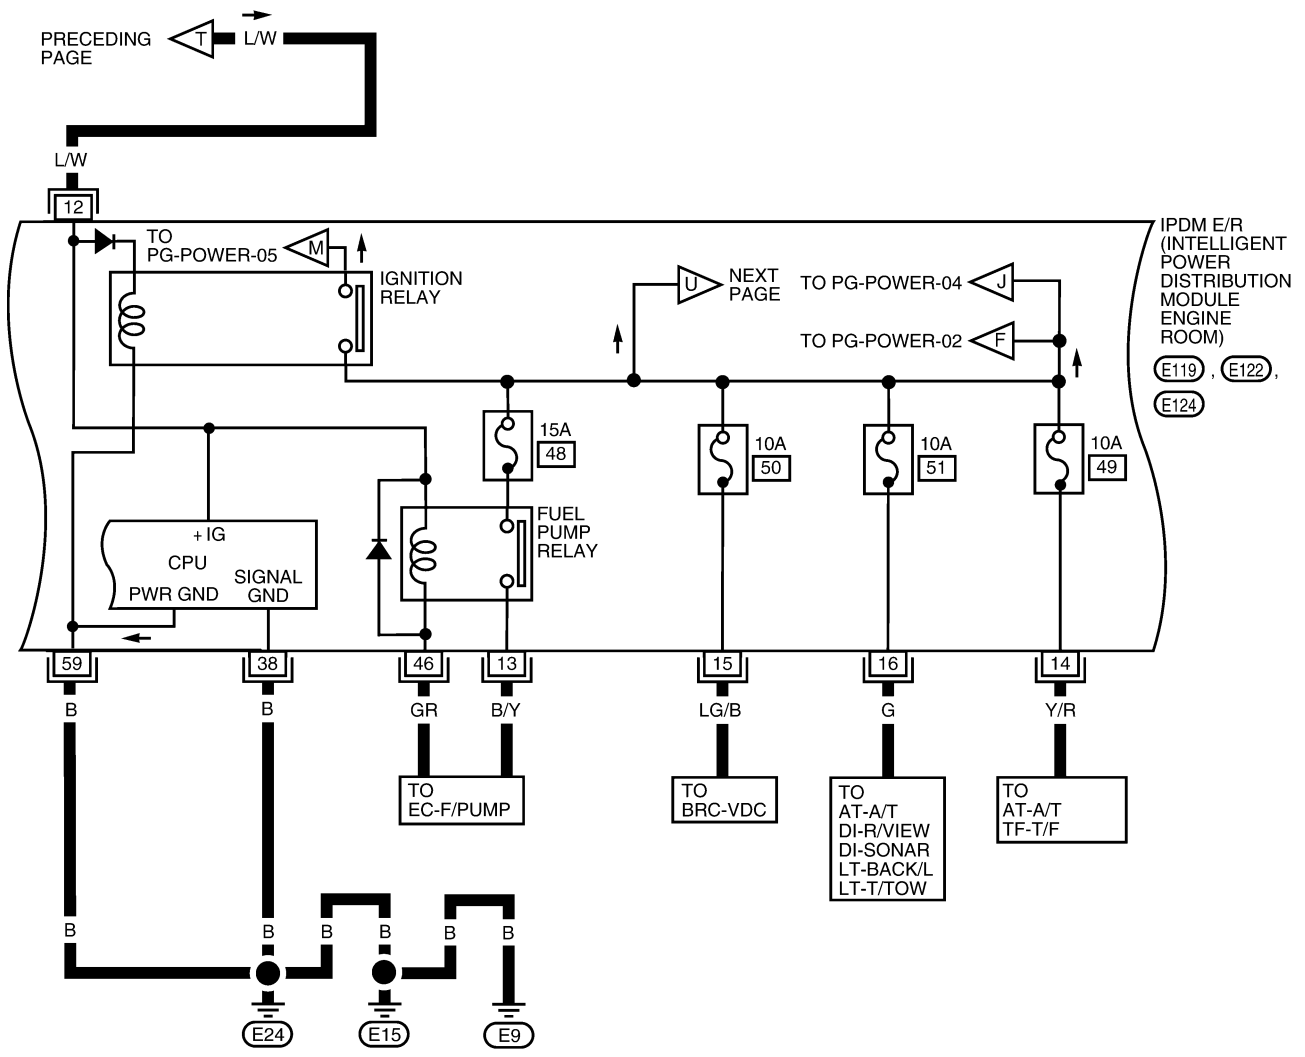 PRECEDING
PAGE
T
L/W
L/W
12
TO
PG-POWER-05
M
IGNITION
RELAY
U
NEXT
PAGE
TO PG-POWER-04
J
TO PG-POWER-02
F
IPDM E/R
(INTELLIGENT
POWER
DISTRIBUTION
MODULE
ENGINE
ROOM)
E119 , E122 ,
E124
15A
48
10A
50
10A
51
10A
49
+ IG
CPU
PWR GND
SIGNAL
GND
FUEL
PUMP
RELAY
59
38
46
13
15
16
14
B
B
GR
B/Y
LG/B
G
Y/R
TO
EC-F/PUMP
TO
BRC-VDC
TO
AT-A/T
DI-R/VIEW
DI-SONAR
LT-BACK/L
LT-T/TOW
TO
AT-A/T
TF-T/F
B
B
B
B
B
B
E24
E15
E9